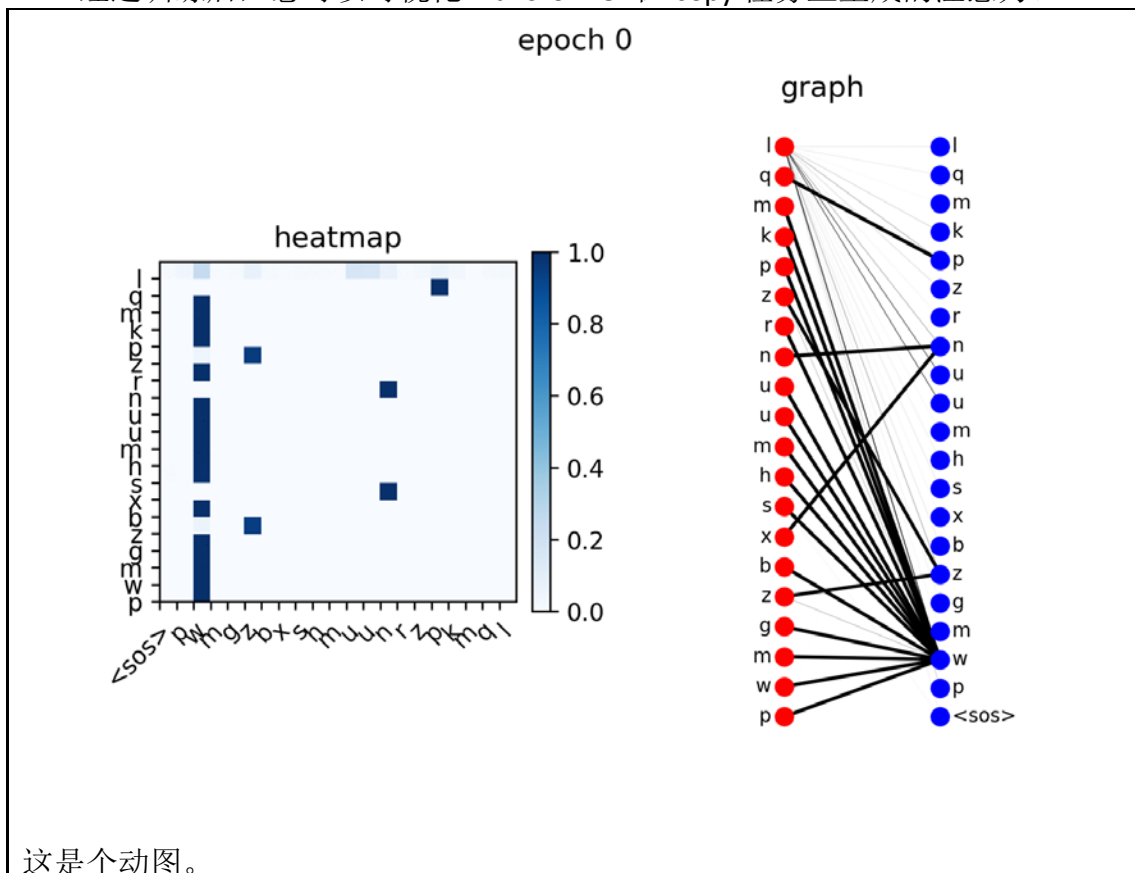 copy
epoch 0
heatmap
l
q
m
k
p
z
r
n
u
u
m
h
s
x
b
z
g
m
w
p
<sos> p w m g z b x s h m u u n r z p k m q l
1.0
0.8
0.6
0.4
0.2
0.0
graph
l l
q q
m m
k k
p p
z z
r r
n n
u u
u u
m m
h h
s s
x x
b b
z z
g g
m m
w w
p p
<sos>
这是个动图。